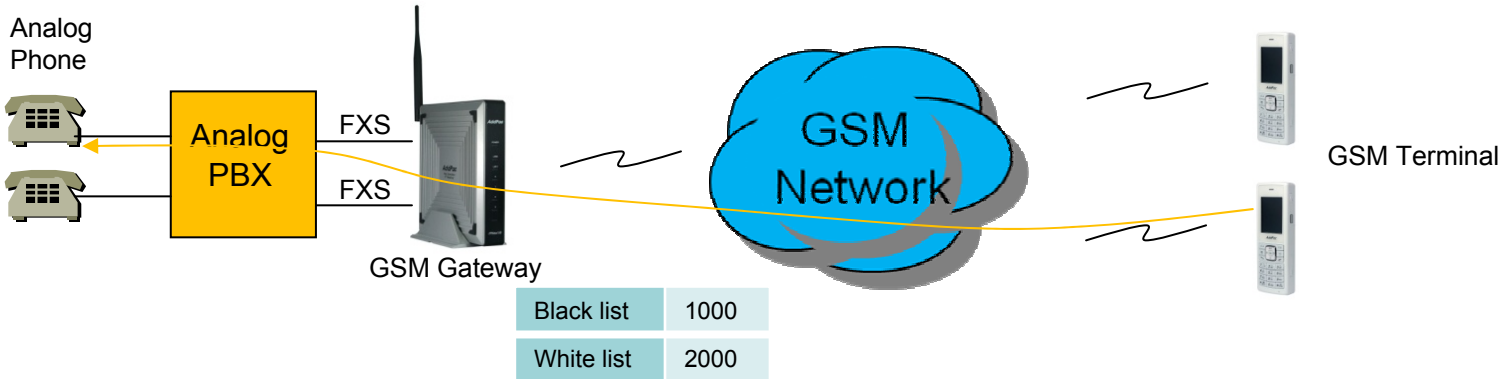 Analog
Phone
Analog
PBX
FXS
FXS
GSM Gateway
GSM
Network
GSM Terminal
Black list 1000
White list 2000